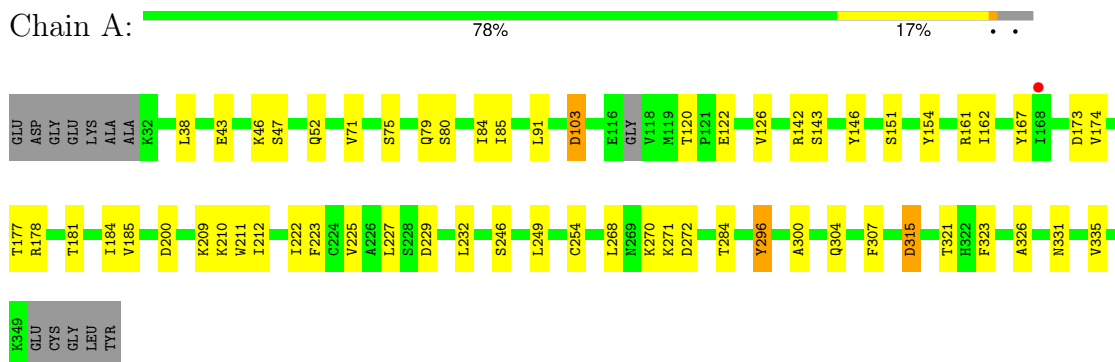 Chain A:
78% 17% • •
GLU ASP GLY GLU LYS ALA ALA K32 L38 E43 K46 S47 Q52 V71 S75 Q79 S80 I84 I85 L91 D103 E116 GLY V118 M119 T120 P121 E122 V126 R142 S143 Y146 S151 Y154 R161 I162 Y167 I168 D173 V174
T177 R178 T181 I184 V185 D200 K209 K210 W211 I212 I222 F223 C224 V225 A226 L227 S228 D229 L232 S246 L249 C254 L268 N269 K270 K271 D272 T284 Y296 A300 Q304 F307 D315 T321 H322 F323 A326 N331 V335
K349 GLU CYS GLY LEU TYR